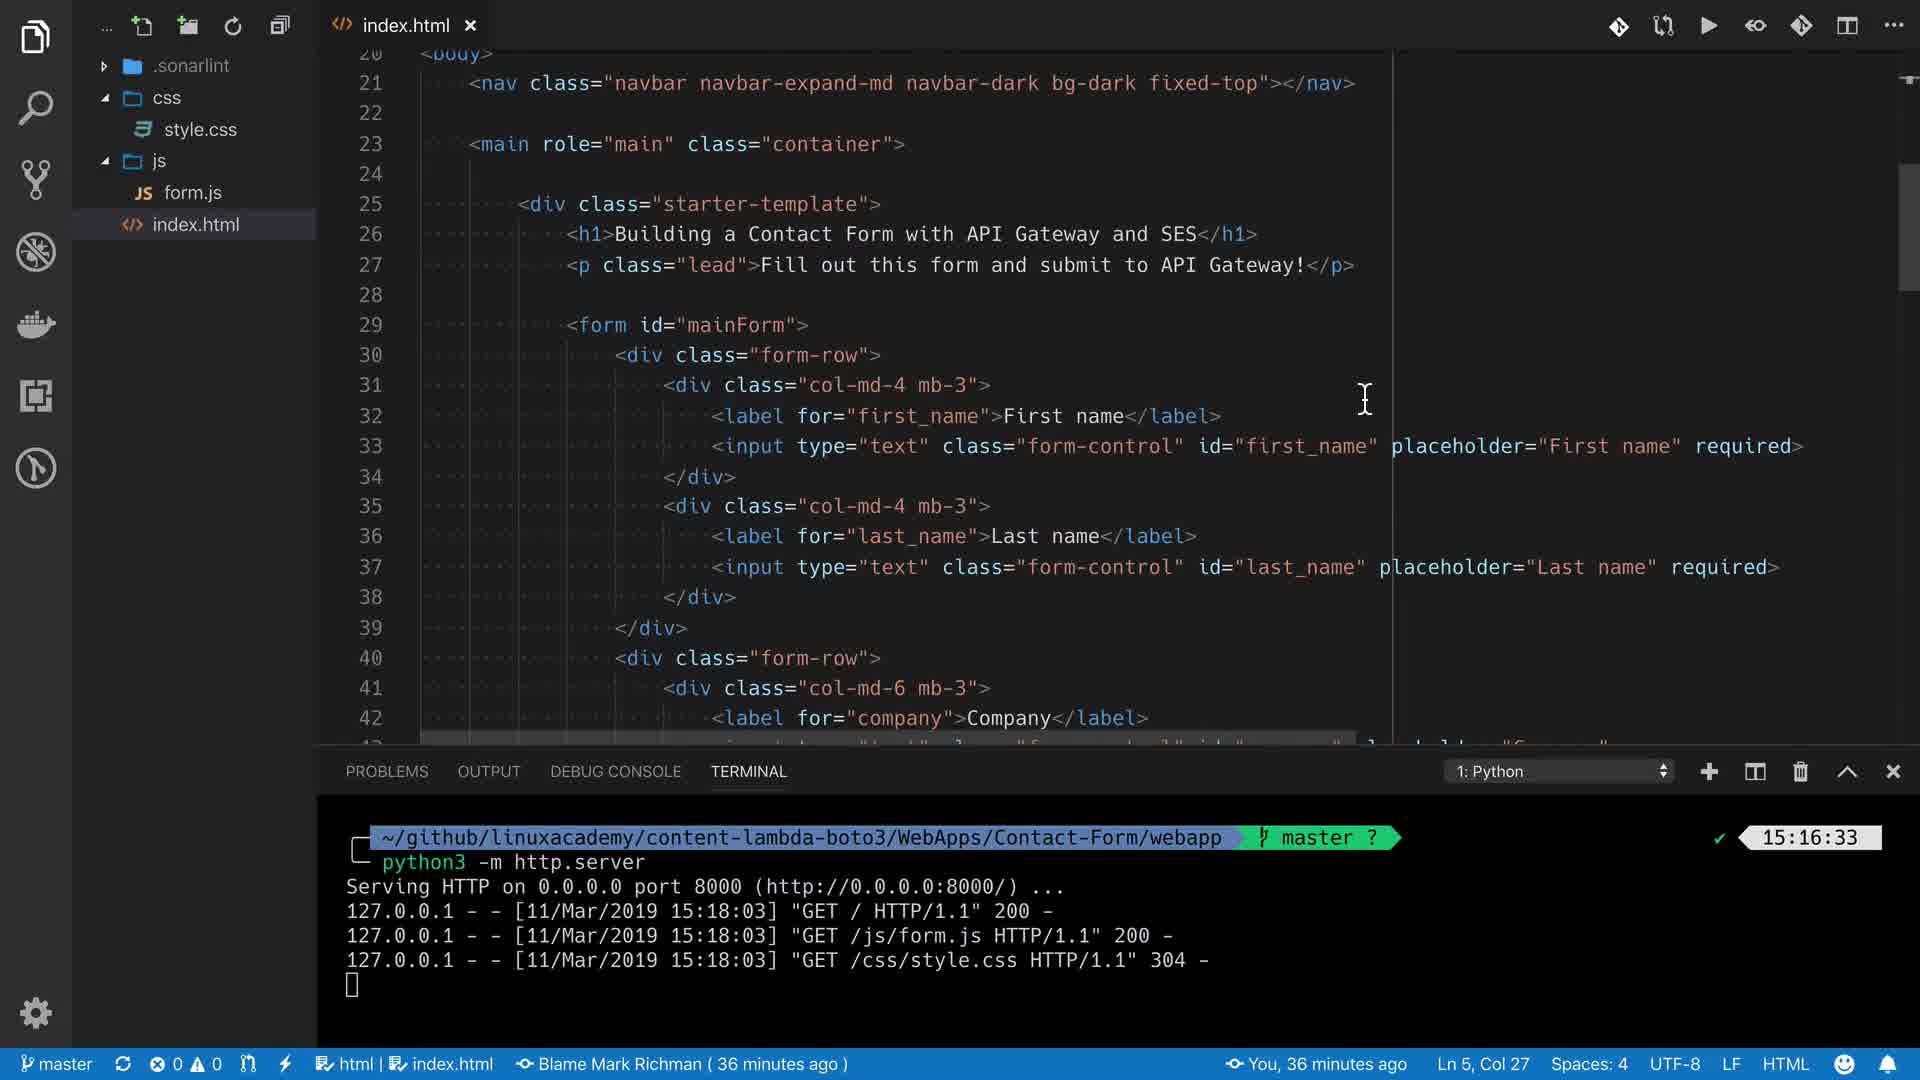 ... index.html
.sonarlint
css
style.css
js
JS form.js
index.html
20 <body>
21 <nav class="navbar navbar-expand-md navbar-dark bg-dark fixed-top"></nav>
22
23 <main role="main" class="container">
24
25 <div class="starter-template">
26 <h1>Building a Contact Form with API Gateway and SES</h1>
27 <p class="lead">Fill out this form and submit to API Gateway!</p>
28
29 <form id="mainForm">
30 <div class="form-row">
31 <div class="col-md-4 mb-3">
32 <label for="first_name">First name</label>
33 <input type="text" class="form-control" id="first_name" placeholder="First name" required>
34 </div>
35 <div class="col-md-4 mb-3">
36 <label for="last_name">Last name</label>
37 <input type="text" class="form-control" id="last_name" placeholder="Last name" required>
38 </div>
39 </div>
40 <div class="form-row">
41 <div class="col-md-6 mb-3">
42 <label for="company">Company</label>
PROBLEMS OUTPUT DEBUG CONSOLE TERMINAL 1: Python
~/github/linuxacademy/content-lambda-boto3/WebApps/Contact-Form/webapp master ? ✔ 15:16:33
python3 -m http.server
Serving HTTP on 0.0.0.0 port 8000 (http://0.0.0.0:8000/) ...
127.0.0.1 - - [11/Mar/2019 15:18:03] "GET / HTTP/1.1" 200 -
127.0.0.1 - - [11/Mar/2019 15:18:03] "GET /js/form.js HTTP/1.1" 200 -
127.0.0.1 - - [11/Mar/2019 15:18:03] "GET /css/style.css HTTP/1.1" 304 -
master 0 0 html | index.html Blame Mark Richman ( 36 minutes ago ) You, 36 minutes ago Ln 5, Col 27 Spaces: 4 UTF-8 LF HTML